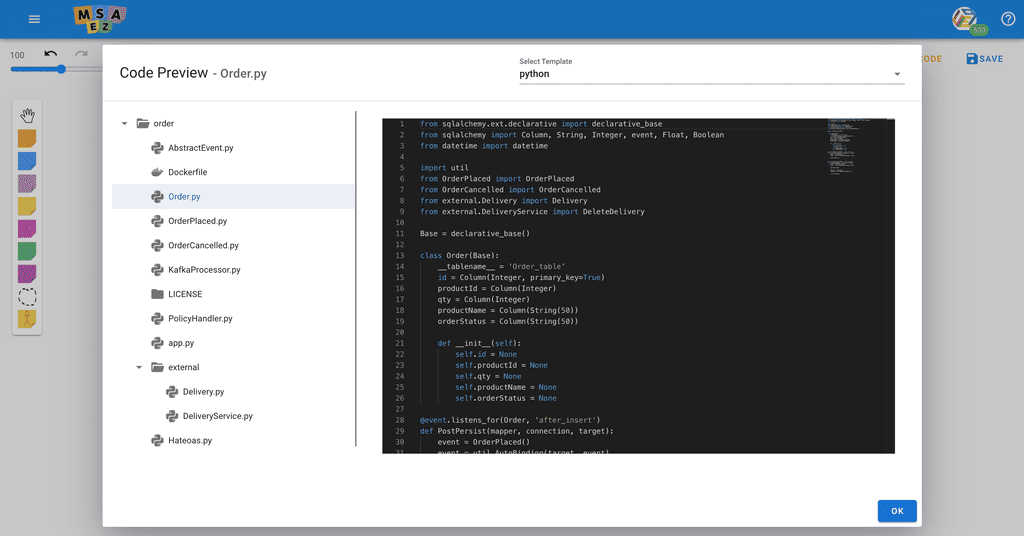 MSA
EZ
100
CODE
SAVE
Code Preview - Order.py
Select Template
python
order
AbstractEvent.py
Dockerfile
Order.py
OrderPlaced.py
OrderCancelled.py
KafkaProcessor.py
LICENSE
PolicyHandler.py
app.py
external
Delivery.py
DeliveryService.py
Hateoas.py
1 from sqlalchemy.ext.declarative import declarative_base
2 from sqlalchemy import Column, String, Integer, event, Float, Boolean
3 from datetime import datetime
4
5 import util
6 from OrderPlaced import OrderPlaced
7 from OrderCancelled import OrderCancelled
8 from external.Delivery import Delivery
9 from external.DeliveryService import DeleteDelivery
10
11 Base = declarative_base()
12
13 class Order(Base):
14 __tablename__ = 'Order_table'
15 id = Column(Integer, primary_key=True)
16 productId = Column(Integer)
17 qty = Column(Integer)
18 productName = Column(String(50))
19 orderStatus = Column(String(50))
20
21 def __init__(self):
22 self.id = None
23 self.productId = None
24 self.qty = None
25 self.productName = None
26 self.orderStatus = None
27
28 @event.listens_for(Order, 'after_insert')
29 def PostPersist(mapper, connection, target):
30 event = OrderPlaced()
31 event = util.AutoBinding(target, event)
OK